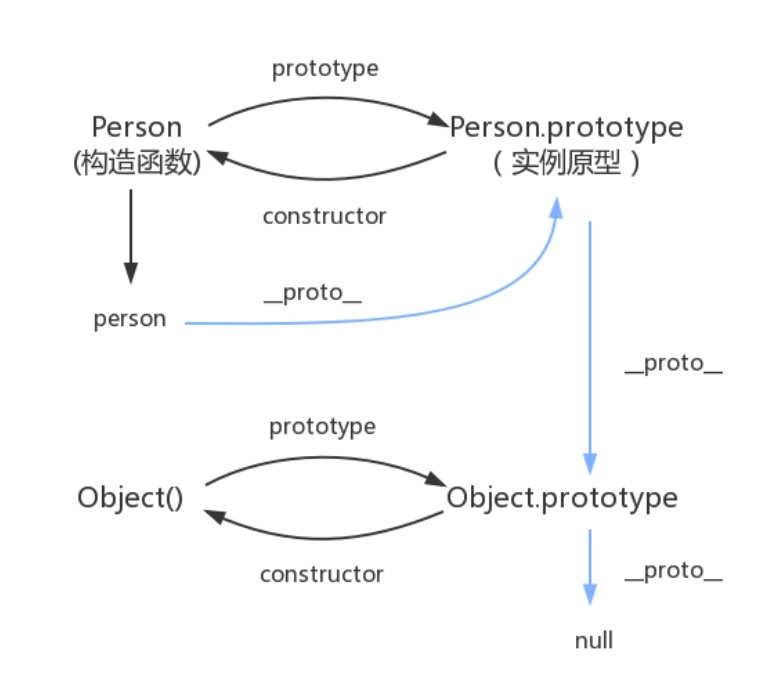 prototype
Person
Person.prototype
(构造函数)
（实例原型）
constructor
__proto__
person
__proto__
prototype
Object()
Object.prototype
constructor
__proto__
null